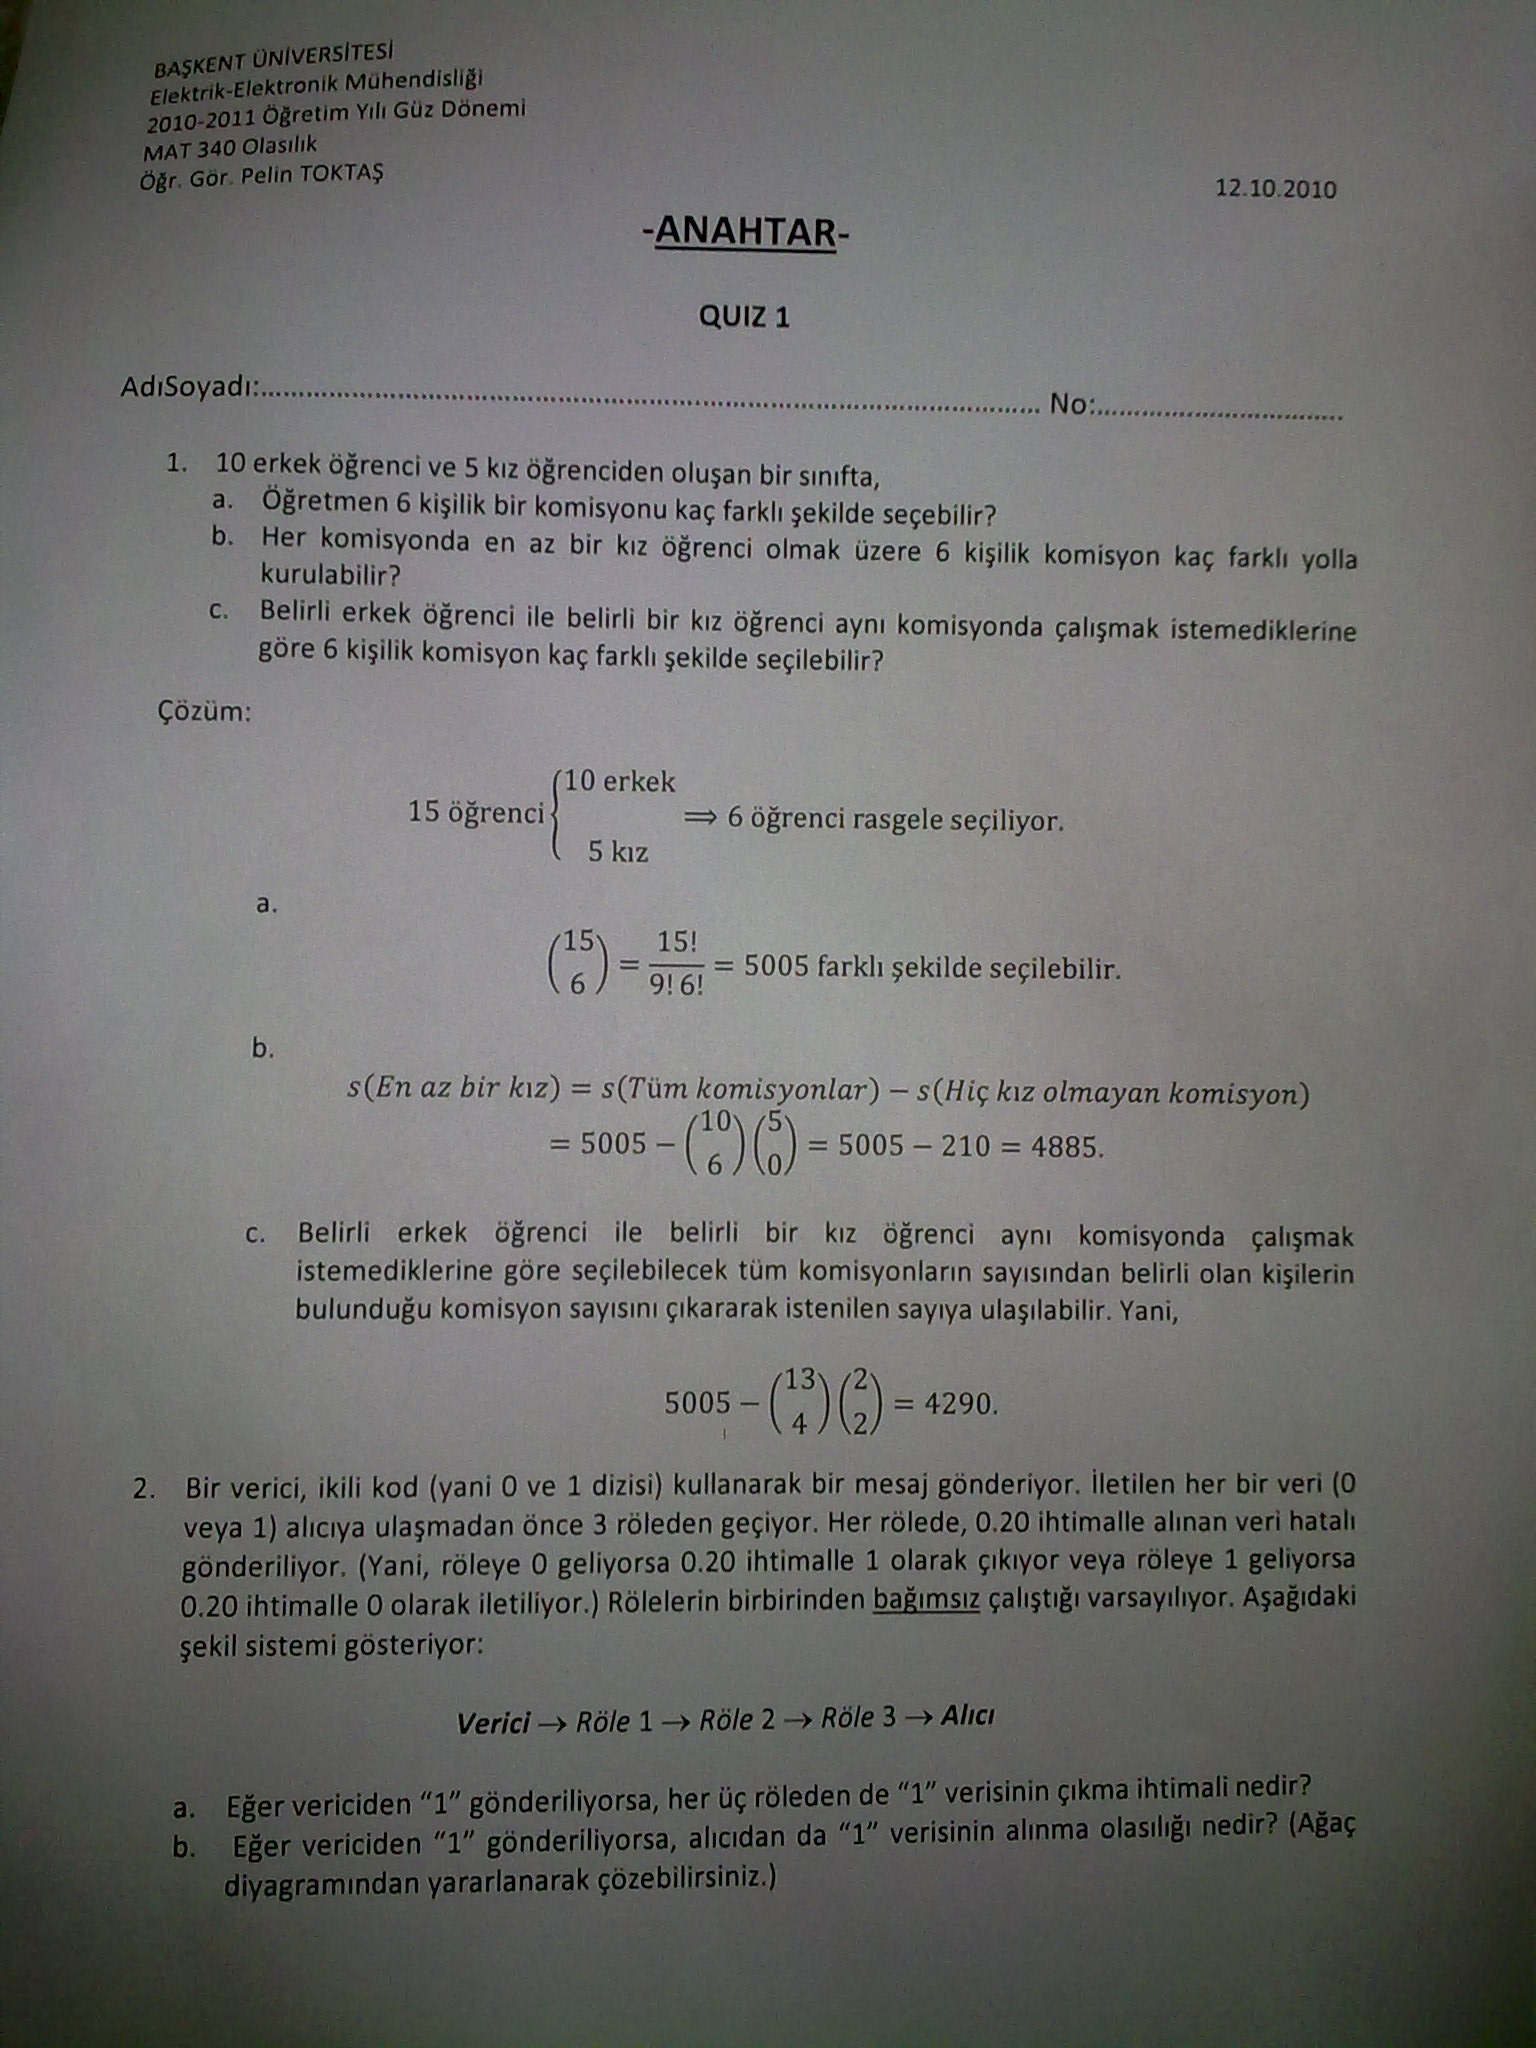 BAŞKENT ÜNİVERSİTESİ
Elektrik-Elektronik Mühendisliği
2010-2011 Öğretim Yılı Güz Dönemi
MAT 340 Olasılık
Öğr. Gör. Pelin TOKTAŞ
12.10.2010
-ANAHTAR-
QUIZ 1
AdıSoyadı:.......................................................................................... No:.................................
1. 10 erkek öğrenci ve 5 kız öğrenciden oluşan bir sınıfta,
a. Öğretmen 6 kişilik bir komisyonu kaç farklı şekilde seçebilir?
b. Her komisyonda en az bir kız öğrenci olmak üzere 6 kişilik komisyon kaç farklı yolla
kurulabilir?
c. Belirli erkek öğrenci ile belirli bir kız öğrenci aynı komisyonda çalışmak istemediklerine
göre 6 kişilik komisyon kaç farklı şekilde seçilebilir?
Çözüm:
15 öğrenci { 10 erkek 5 kız ⟹ 6 öğrenci rasgele seçiliyor.
a.
(15 6) = 15! / 9! 6! = 5005 farklı şekilde seçilebilir.
b.
s(En az bir kız) = s(Tüm komisyonlar) − s(Hiç kız olmayan komisyon)
= 5005 − (10 6)(5 0) = 5005 − 210 = 4885.
c. Belirli erkek öğrenci ile belirli bir kız öğrenci aynı komisyonda çalışmak
istemediklerine göre seçilebilecek tüm komisyonların sayısından belirli olan kişilerin
bulunduğu komisyon sayısını çıkararak istenilen sayıya ulaşılabilir. Yani,
5005 − (13 4)(2 2) = 4290.
2. Bir verici, ikili kod (yani 0 ve 1 dizisi) kullanarak bir mesaj gönderiyor. İletilen her bir veri (0
veya 1) alıcıya ulaşmadan önce 3 röleden geçiyor. Her rölede, 0.20 ihtimalle alınan veri hatalı
gönderiliyor. (Yani, röleye 0 geliyorsa 0.20 ihtimalle 1 olarak çıkıyor veya röleye 1 geliyorsa
0.20 ihtimalle 0 olarak iletiliyor.) Rölelerin birbirinden bağımsız çalıştığı varsayılıyor. Aşağıdaki
şekil sistemi gösteriyor:
Verici → Röle 1 → Röle 2 → Röle 3 → Alıcı
a. Eğer vericiden “1” gönderiliyorsa, her üç röleden de “1” verisinin çıkma ihtimali nedir?
b. Eğer vericiden “1” gönderiliyorsa, alıcıdan da “1” verisinin alınma olasılığı nedir? (Ağaç
diyagramından yararlanarak çözebilirsiniz.)